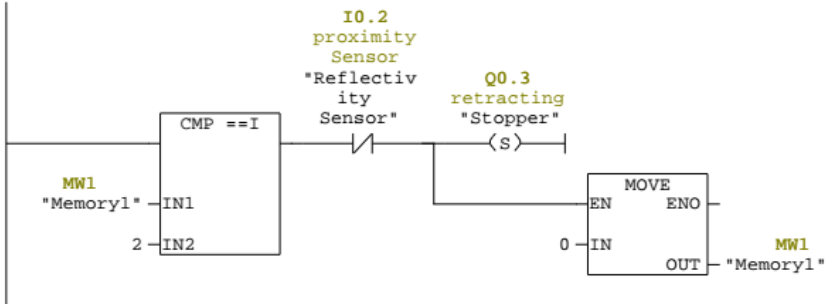 I0.2
proximity
Sensor
"Reflectiv
ity
Sensor"
Q0.3
retracting
"Stopper"
CMP ==I
(S)
MW1
"Memory1"
IN1
2
IN2
MOVE
EN
ENO
0
IN
MW1
OUT
"Memory1"